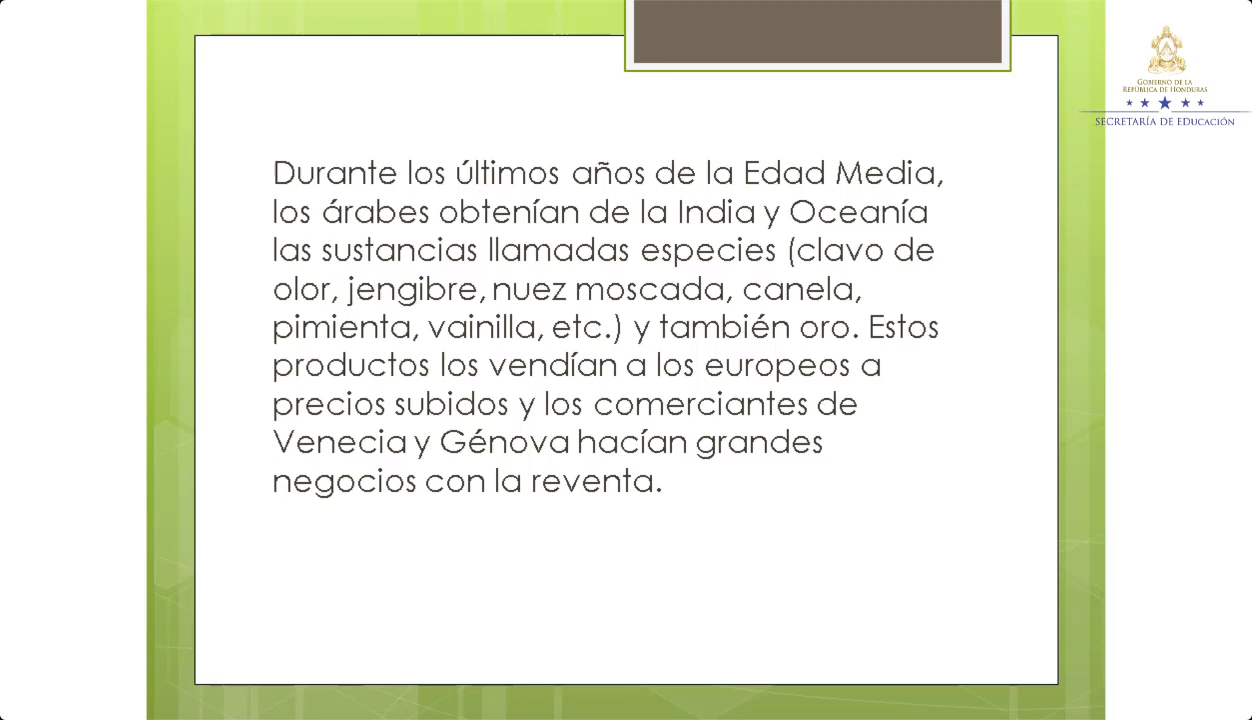 GOBIERNO DE LA
REPÚBLICA DE HONDURAS
SECRETARÍA DE EDUCACIÓN
Durante los últimos años de la Edad Media,
los árabes obtenían de la India y Oceanía
las sustancias llamadas especies (clavo de
olor, jengibre, nuez moscada, canela,
pimienta, vainilla, etc.) y también oro. Estos
productos los vendían a los europeos a
precios subidos y los comerciantes de
Venecia y Génova hacían grandes
negocios con la reventa.